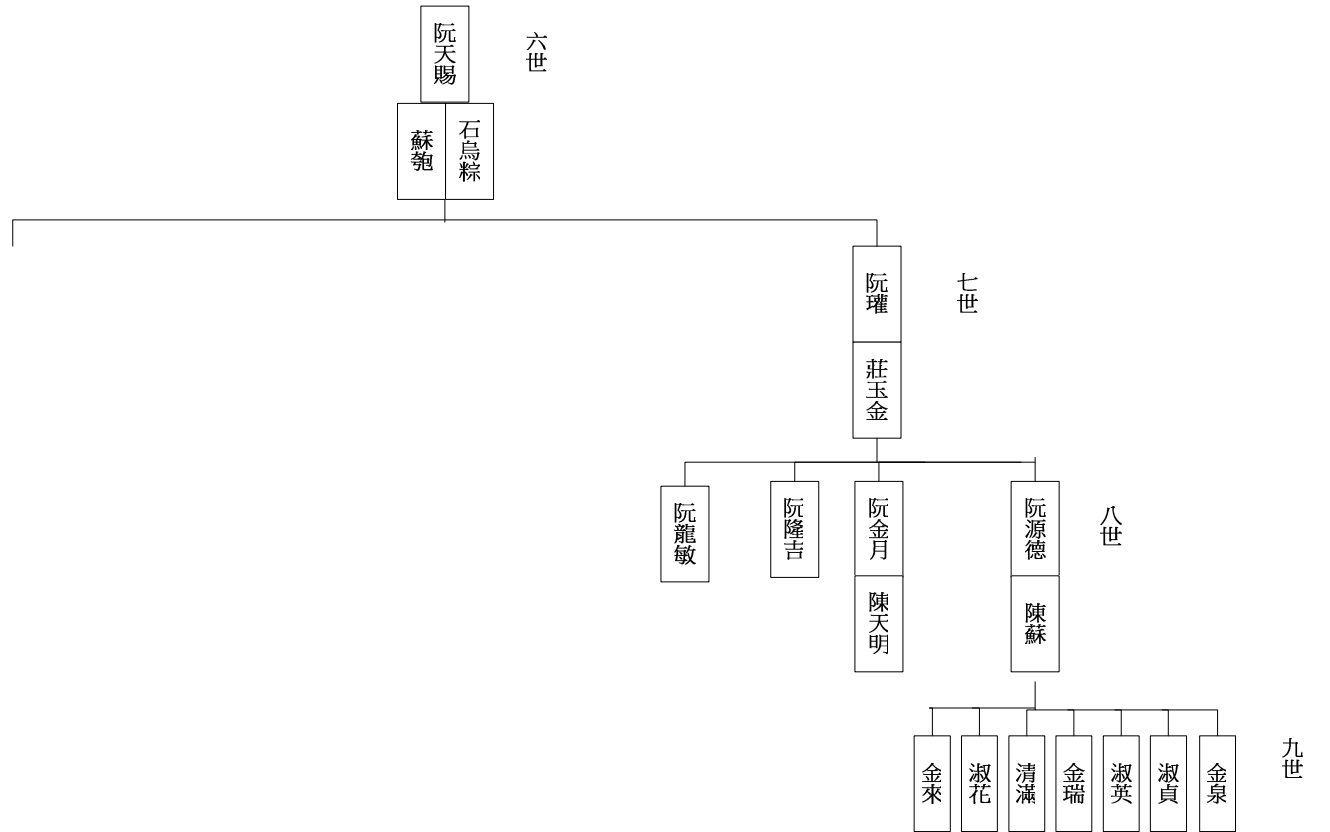 六世
阮天賜
石烏粽
蘇匏
七世
阮瓘
莊玉金
八世
阮源德
陳蘇
阮金月
陳天明
阮隆吉
阮龍敏
九世
金泉
淑貞
淑英
金瑞
清滿
淑花
金來